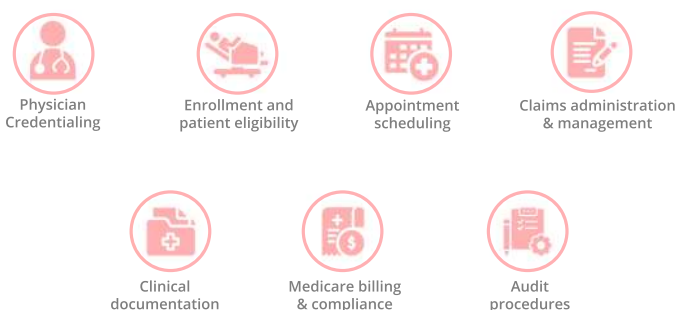 Physician
Credentialing
Enrollment and
patient eligibility
Appointment
scheduling
Claims administration
& management
Clinical
documentation
Medicare billing
& compliance
Audit
procedures